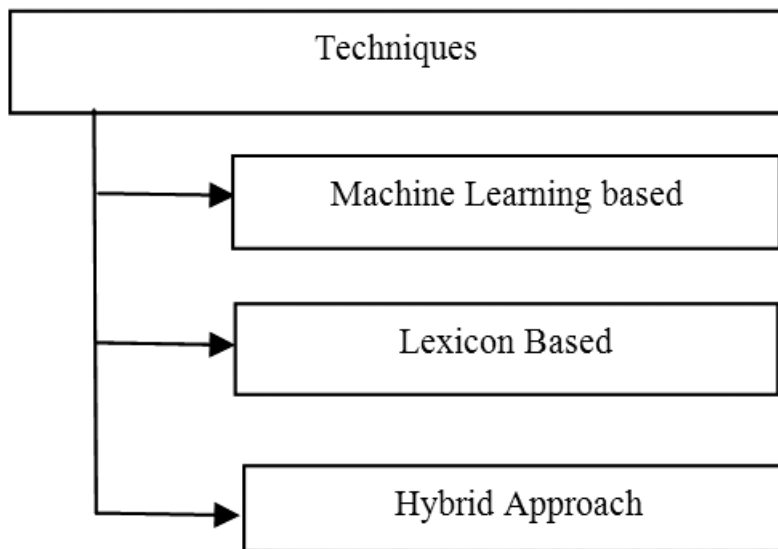 Techniques
Machine Learning based
Lexicon Based
Hybrid Approach